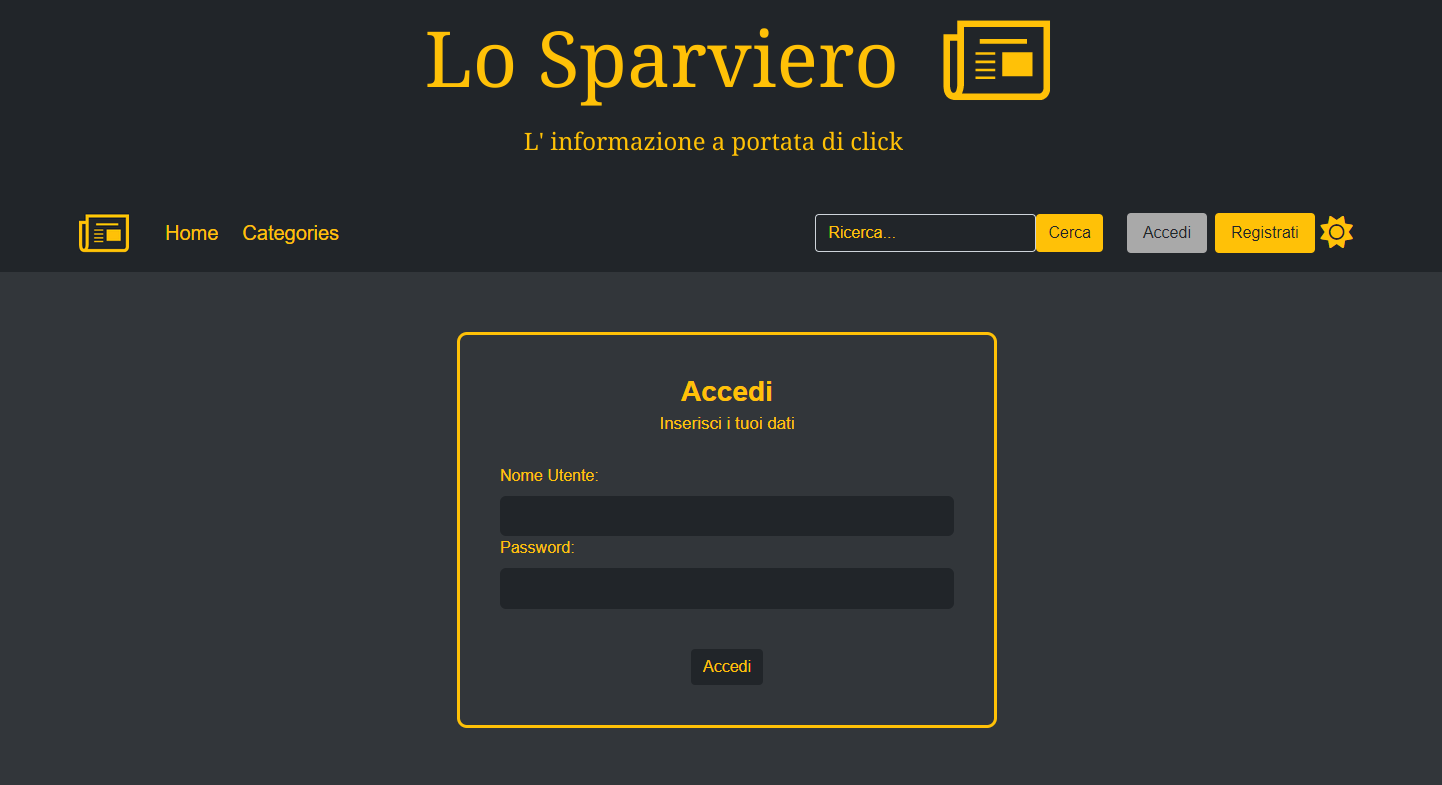 Lo Sparviero
L' informazione a portata di click
Home Categories Ricerca... Cerca Accedi Registrati
Accedi
Inserisci i tuoi dati
Nome Utente:
Password:
Accedi